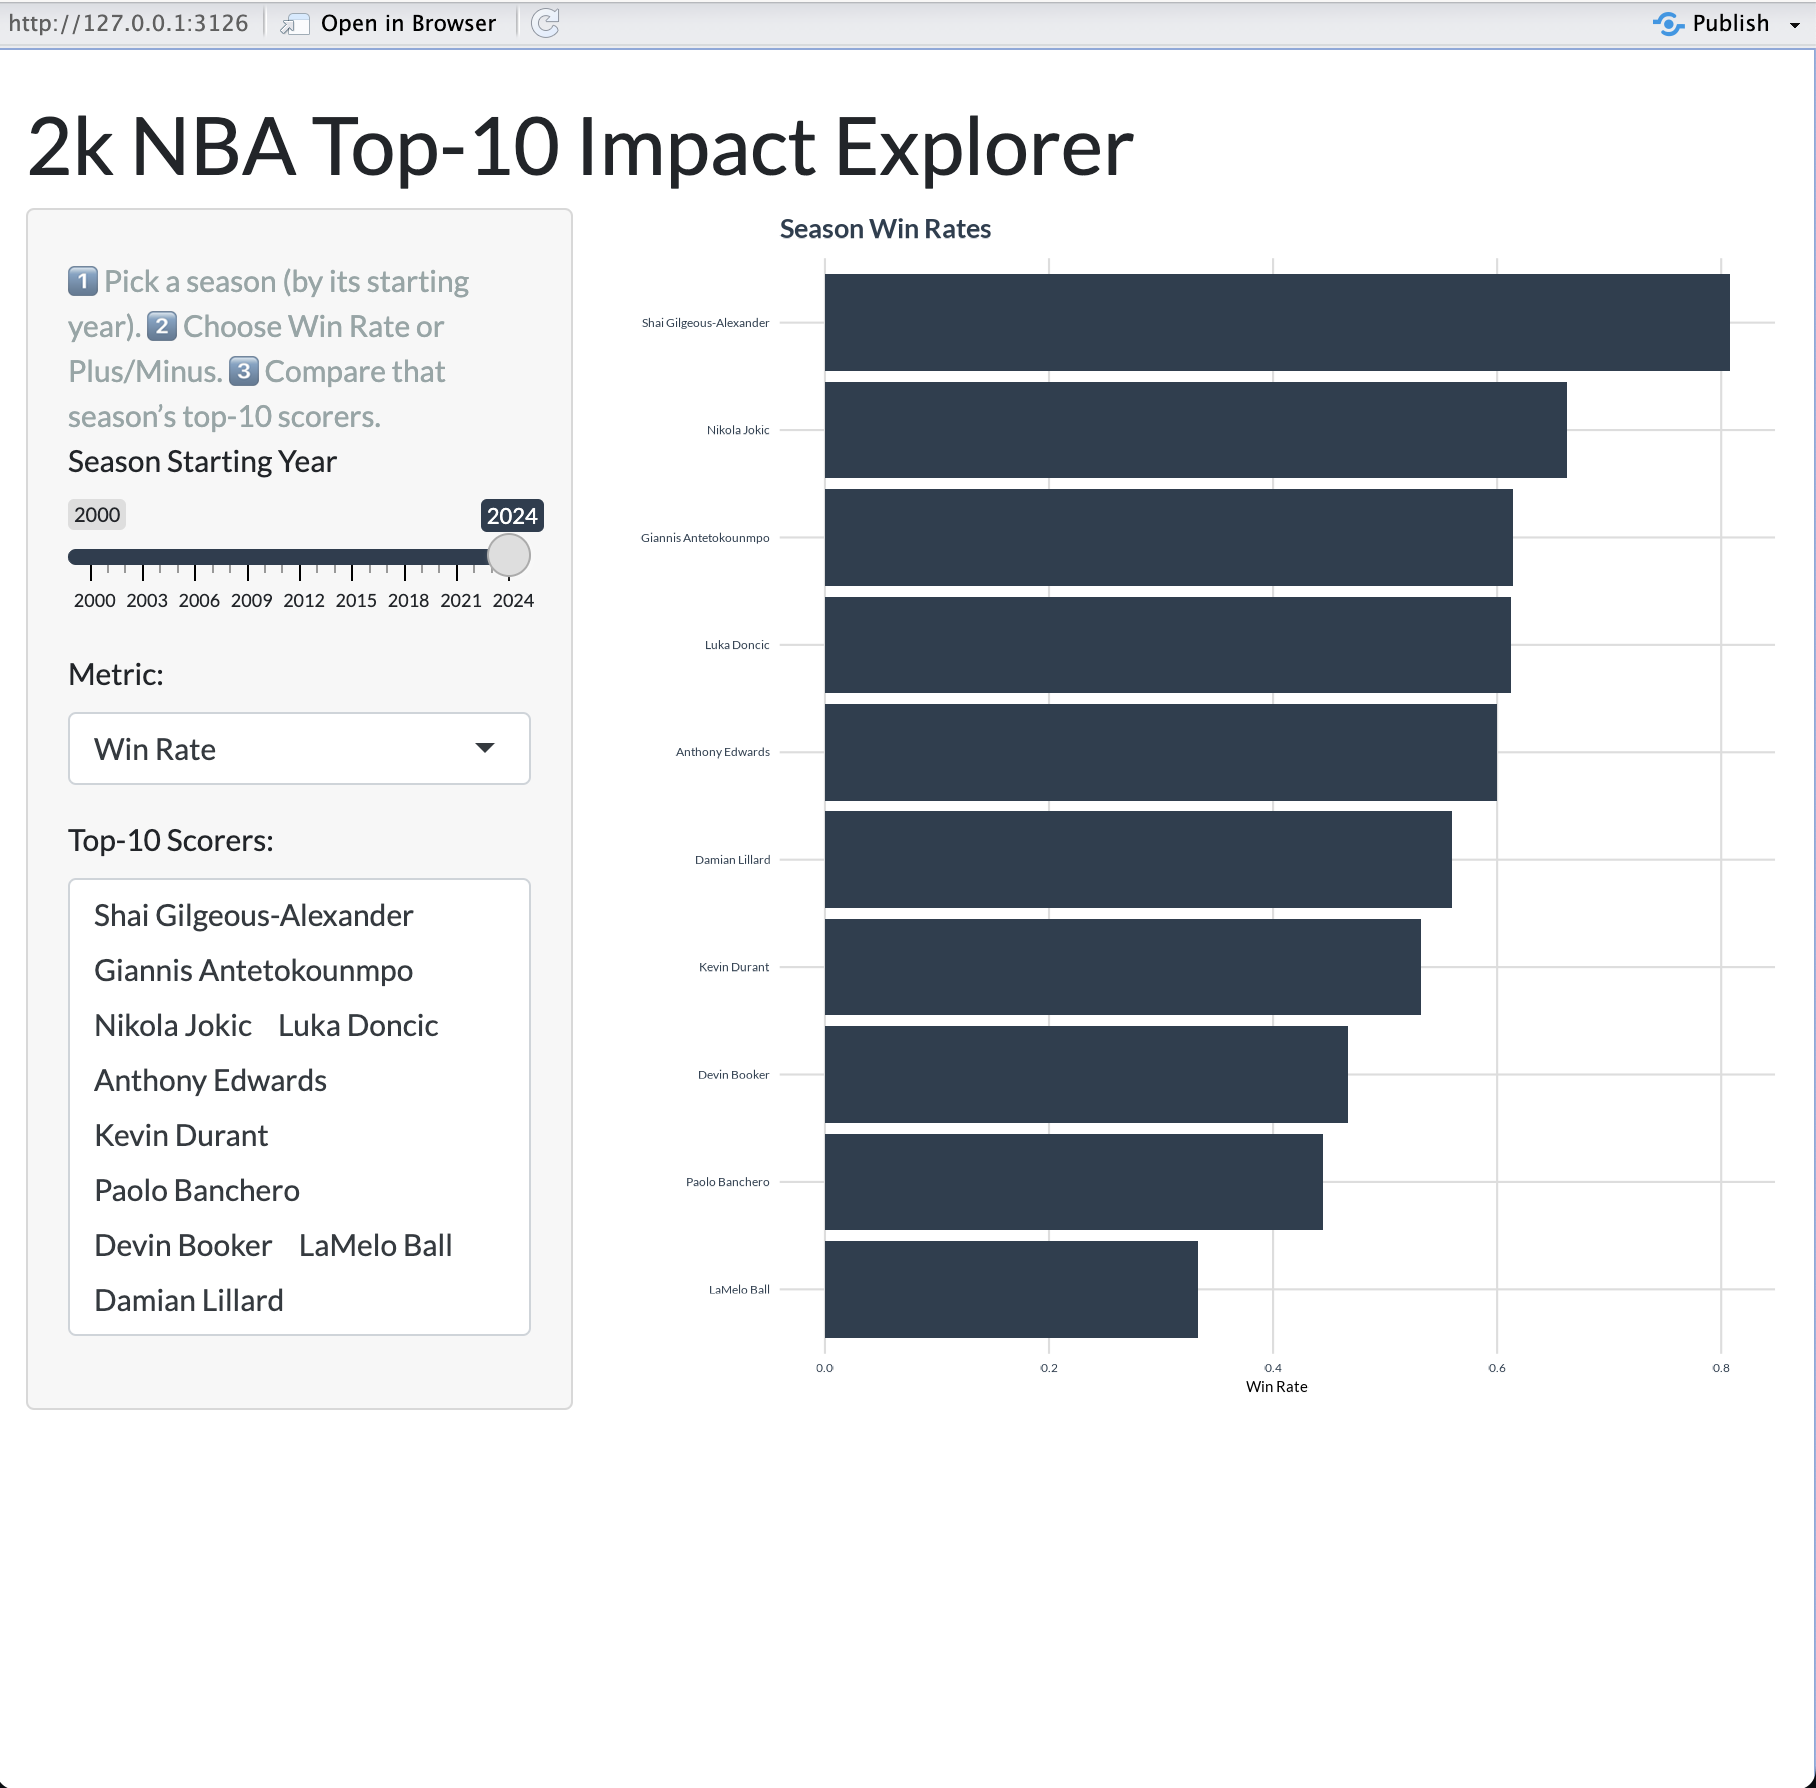 http://127.0.0.1:3126 Open in Browser Publish
2k NBA Top-10 Impact Explorer
1 Pick a season (by its starting
year). 2 Choose Win Rate or
Plus/Minus. 3 Compare that
season’s top-10 scorers.
Season Starting Year
2000 2024
2000 2003 2006 2009 2012 2015 2018 2021 2024
Metric:
Win Rate
Top-10 Scorers:
Shai Gilgeous-Alexander
Giannis Antetokounmpo
Nikola Jokic Luka Doncic
Anthony Edwards
Kevin Durant
Paolo Banchero
Devin Booker LaMelo Ball
Damian Lillard
Season Win Rates
Shai Gilgeous-Alexander
Nikola Jokic
Giannis Antetokounmpo
Luka Doncic
Anthony Edwards
Damian Lillard
Kevin Durant
Devin Booker
Paolo Banchero
LaMelo Ball
0.0 0.2 0.4 0.6 0.8
Win Rate